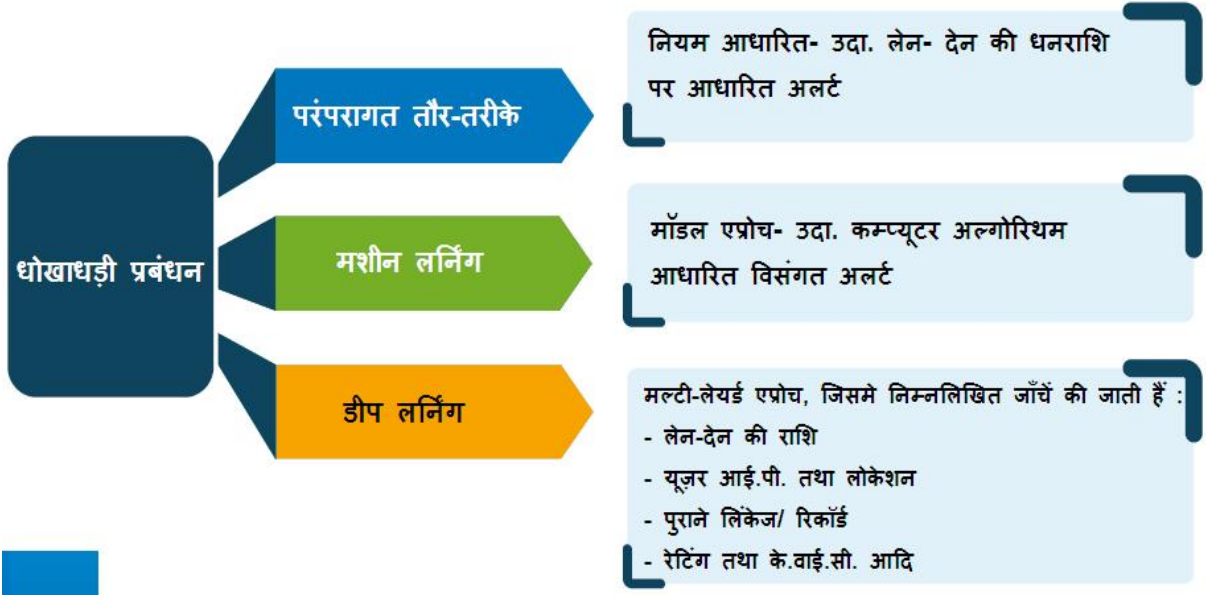 धोखाधड़ी प्रबंधन
परंपरागत तौर-तरीके
नियम आधारित- उदा. लेन- देन की धनराशि
पर आधारित अलर्ट
मशीन लर्निंग
मॉडल एप्रोच- उदा. कम्प्यूटर अल्गोरिथम
आधारित विसंगत अलर्ट
डीप लर्निंग
मल्टी-लेयर्ड एप्रोच, जिसमे निम्नलिखित जाँचें की जाती हैं :
- लेन-देन की राशि
- यूज़र आई.पी. तथा लोकेशन
- पुराने लिंकेज/ रिकॉर्ड
- रेटिंग तथा के.वाई.सी. आदि